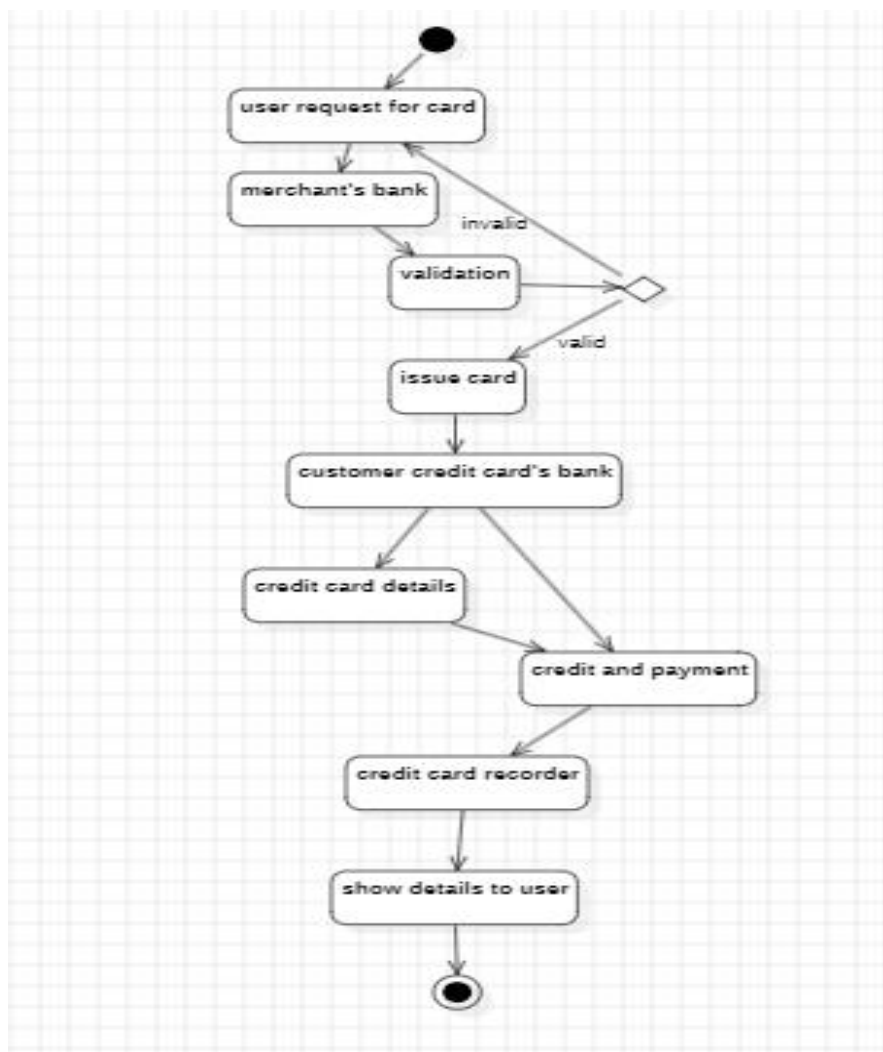 user request for card
merchant's bank
invalid
validation
valid
issue card
customer credit card's bank
credit card details
credit and payment
credit card recorder
show details to user